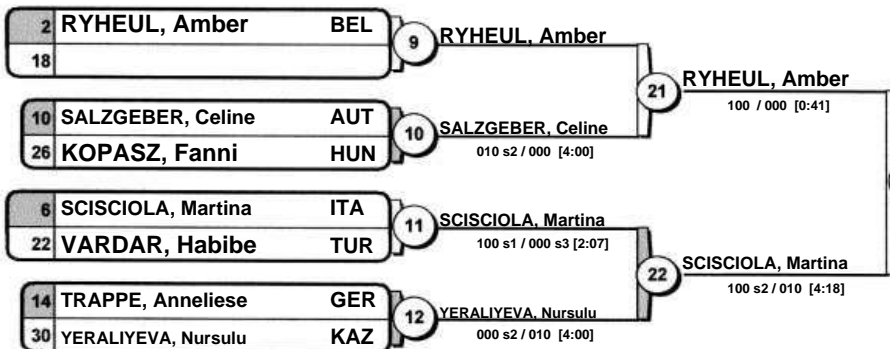 2 RYHEUL, Amber BEL
18
9 RYHEUL, Amber
10 SALZGEBER, Celine AUT
26 KOPASZ, Fanni HUN
10 SALZGEBER, Celine
010 s2 / 000 [4:00]
21 RYHEUL, Amber
100 / 000 [0:41]
6 SCISCIOLA, Martina ITA
22 VARDAR, Habibe TUR
11 SCISCIOLA, Martina
100 s1 / 000 s3 [2:07]
14 TRAPPE, Anneliese GER
30 YERALIYEVA, Nursulu KAZ
12 YERALIYEVA, Nursulu
000 s2 / 010 [4:00]
22 SCISCIOLA, Martina
100 s2 / 010 [4:18]